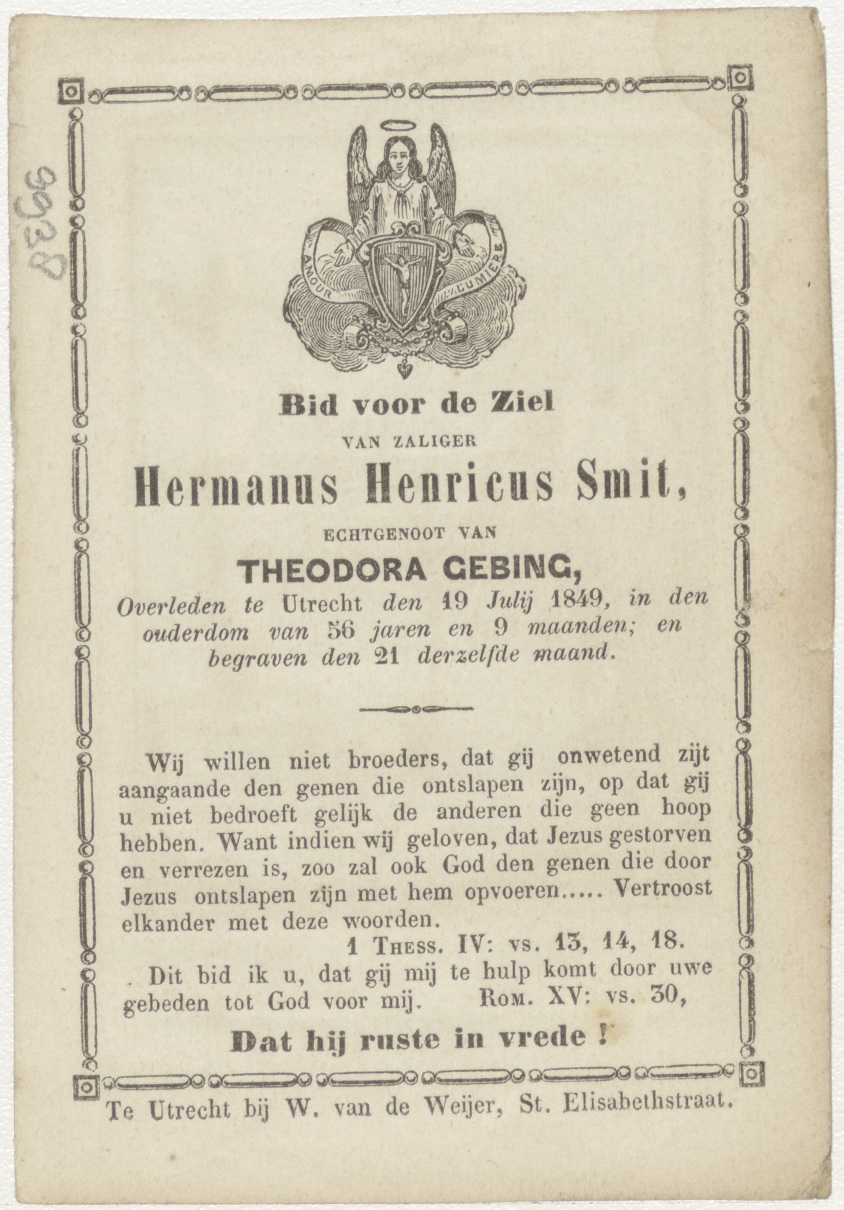 8366
AMOUR LUMIERE
Bid voor de Ziel
VAN ZALIGER
Hermanus Henricus Smit,
ECHTGENOOT VAN
THEODORA GEBING,
Overleden te Utrecht den 19 Julij 1849, in den
ouderdom van 56 jaren en 9 maanden; en
begraven den 21 derzelfde maand.
Wij willen niet broeders, dat gij onwetend zijt
aangaande den genen die ontslapen zijn, op dat gij
u niet bedroeft gelijk de anderen die geen hoop
hebben. Want indien wij geloven, dat Jezus gestorven
en verrezen is, zoo zal ook God den genen die door
Jezus ontslapen zijn met hem opvoeren..... Vertroost
elkander met deze woorden.
1 THESS. IV: vs. 13, 14, 18.
Dit bid ik u, dat gij mij te hulp komt door uwe
gebeden tot God voor mij. ROM. XV: vs. 30,
Dat hij ruste in vrede !
Te Utrecht bij W. van de Weijer, St. Elisabethstraat.